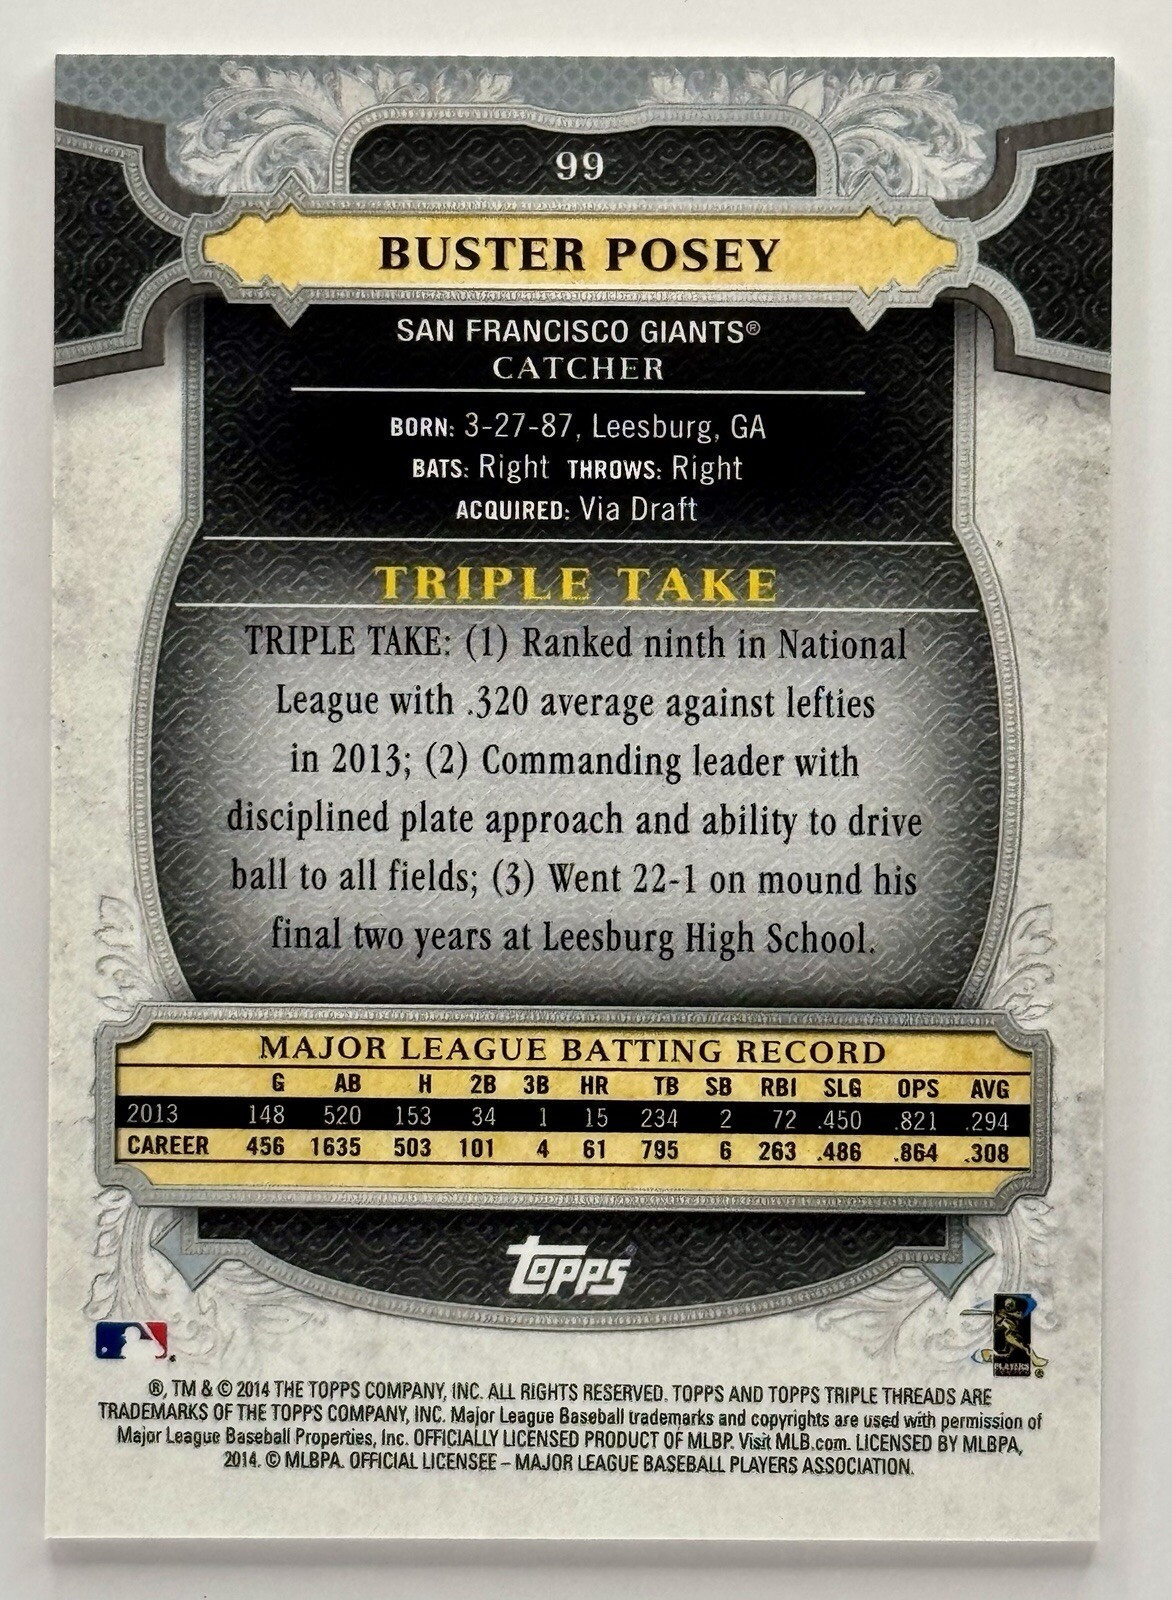 99
BUSTER POSEY
SAN FRANCISCO GIANTS®
CATCHER
BORN: 3-27-87, Leesburg, GA
BATS: Right THROWS: Right
ACQUIRED: Via Draft
TRIPLE TAKE
TRIPLE TAKE: (1) Ranked ninth in National
League with .320 average against lefties
in 2013; (2) Commanding leader with
disciplined plate approach and ability to drive
ball to all fields; (3) Went 22-1 on mound his
final two years at Leesburg High School.
MAJOR LEAGUE BATTING RECORD
G AB H 2B 3B HR TB SB RBI SLG OPS AVG
2013 148 520 153 34 1 15 234 2 72 .450 .821 .294
CAREER 456 1635 503 101 4 61 795 6 263 .486 .864 .308
Topps
PLAYERS
®, TM & © 2014 THE TOPPS COMPANY, INC. ALL RIGHTS RESERVED. TOPPS AND TOPPS TRIPLE THREADS ARE
TRADEMARKS OF THE TOPPS COMPANY, INC. Major League Baseball trademarks and copyrights are used with permission of
Major League Baseball Properties, Inc. OFFICIALLY LICENSED PRODUCT OF MLBP. Visit MLB.com. LICENSED BY MLBPA,
2014. © MLBPA. OFFICIAL LICENSEE – MAJOR LEAGUE BASEBALL PLAYERS ASSOCIATION.